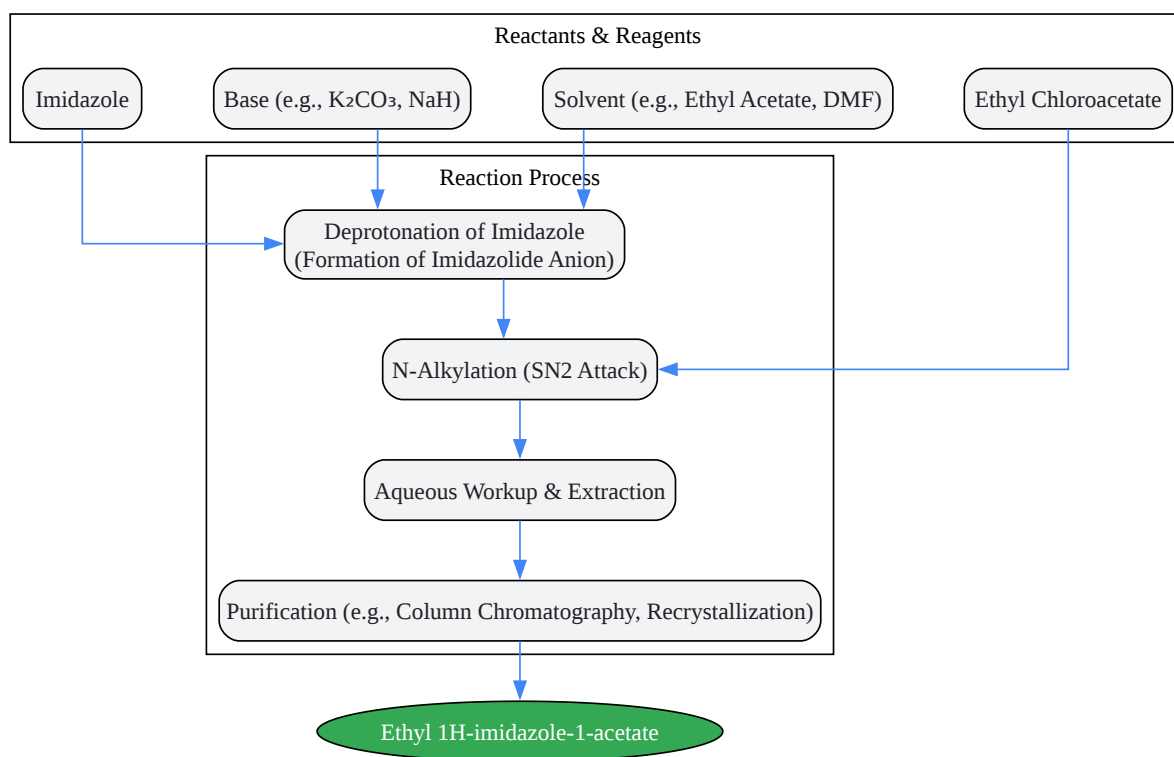 Reactants & Reagents
Imidazole
Base (e.g., K₂CO₃, NaH)
Solvent (e.g., Ethyl Acetate, DMF)
Ethyl Chloroacetate
Reaction Process
Deprotonation of Imidazole
(Formation of Imidazolide Anion)
N-Alkylation (SN2 Attack)
Aqueous Workup & Extraction
Purification (e.g., Column Chromatography, Recrystallization)
Ethyl 1H-imidazole-1-acetate